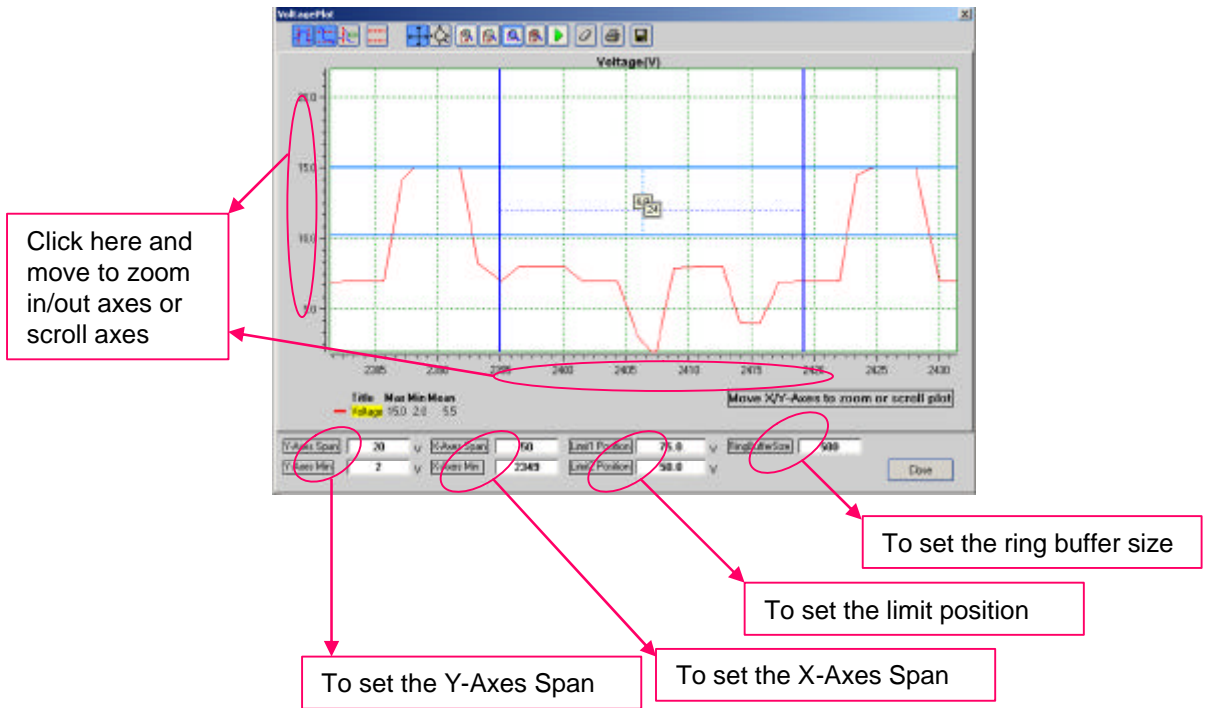 VoltagePlot
Voltage(V)
20.0
15.0
10.0
5.0
24
2385
2390
2395
2400
2405
2410
2415
2420
2425
2430
Title Max Min Mean
Voltage 15.0 2.0 5.5
Move X/Y-Axes to zoom or scroll plot
Y-Axes Span 20 V X-Axes Span 50 Limit1 Position 75.0 V RingBufferSize 500
Y-Axes Min 2 V X-Axes Min 2349 Limit2 Position 50.0 V
Close
Click here and
move to zoom
in/out axes or
scroll axes
To set the ring buffer size
To set the limit position
To set the X-Axes Span
To set the Y-Axes Span